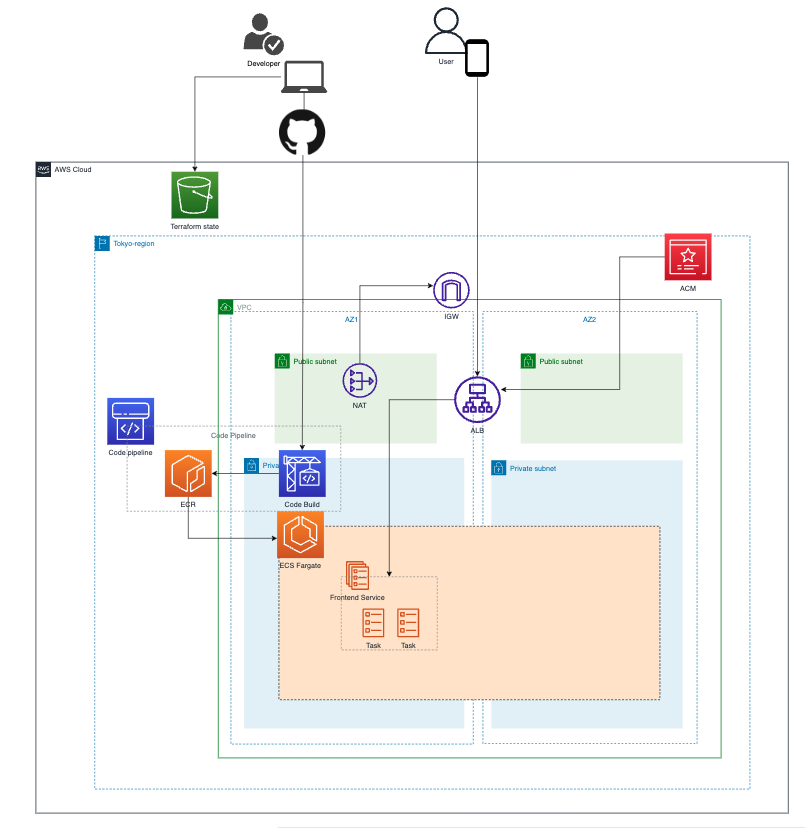 Developer
User
aws
AWS Cloud
Terraform state
Tokyo-region
ACM
VPC
IGW
AZ1
AZ2
Public subnet
Public subnet
NAT
ALB
Code Pipeline
Code pipeline
Priva
Private subnet
ECR
Code Build
ECS Fargate
Frontend Service
Task
Task